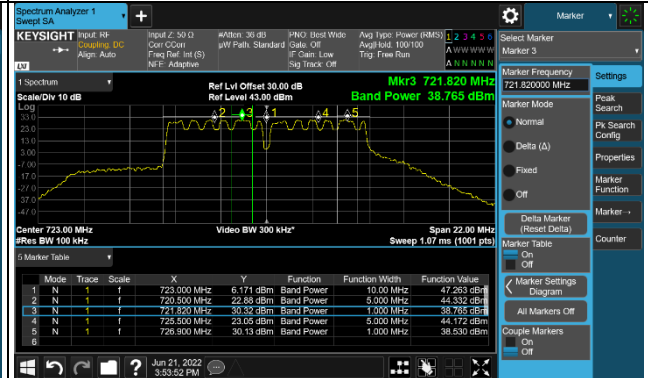 Spectrum Analyzer 1
Swept SA
Marker
KEYSIGHT
Input: RF
Coupling: DC
Align: Auto
Input Z: 50 Ω
Corr CCorr
Freq Ref: Int (S)
NFE: Adaptive
#Atten: 36 dB
µW Path: Standard
PNO: Best Wide
Gate: Off
IF Gain: Low
Sig Track: Off
Avg Type: Power (RMS)
Avg|Hold: 100/100
Trig: Free Run
1 2 3 4 5 6
A W W W W W
A N N N N N
LXI
Select Marker
Marker 3
1 Spectrum
Scale/Div 10 dB
Log
Ref Lvl Offset 30.00 dB
Ref Level 43.00 dBm
Mkr3 721.820 MHz
Band Power 38.765 dBm
33.0
23.0
13.0
3.00
-7.00
-17.0
-27.0
-37.0
-47.0
2 3 1 4 5
Center 723.00 MHz
#Res BW 100 kHz
Video BW 300 kHz*
Span 22.00 MHz
Sweep 1.07 ms (1001 pts)
5 Marker Table
Mode Trace Scale X Y Function Function Width Function Value
1 N 1 f 723.000 MHz 6.171 dBm Band Power 10.00 MHz 47.263 dBm
2 N 1 f 720.500 MHz 22.88 dBm Band Power 5.000 MHz 44.332 dBm
3 N 1 f 721.820 MHz 30.32 dBm Band Power 1.000 MHz 38.765 dBm
4 N 1 f 725.500 MHz 23.05 dBm Band Power 5.000 MHz 44.172 dBm
5 N 1 f 726.900 MHz 30.13 dBm Band Power 1.000 MHz 38.530 dBm
6
Jun 21, 2022
3:53:52 PM
Marker Frequency
721.820000 MHz
Marker Mode
Normal
Delta (Δ)
Fixed
Off
Delta Marker
(Reset Delta)
Marker Table
On
Off
Marker Settings
Diagram
All Markers Off
Couple Markers
On
Off
Settings
Peak
Search
Pk Search
Config
Properties
Marker
Function
Marker→
Counter